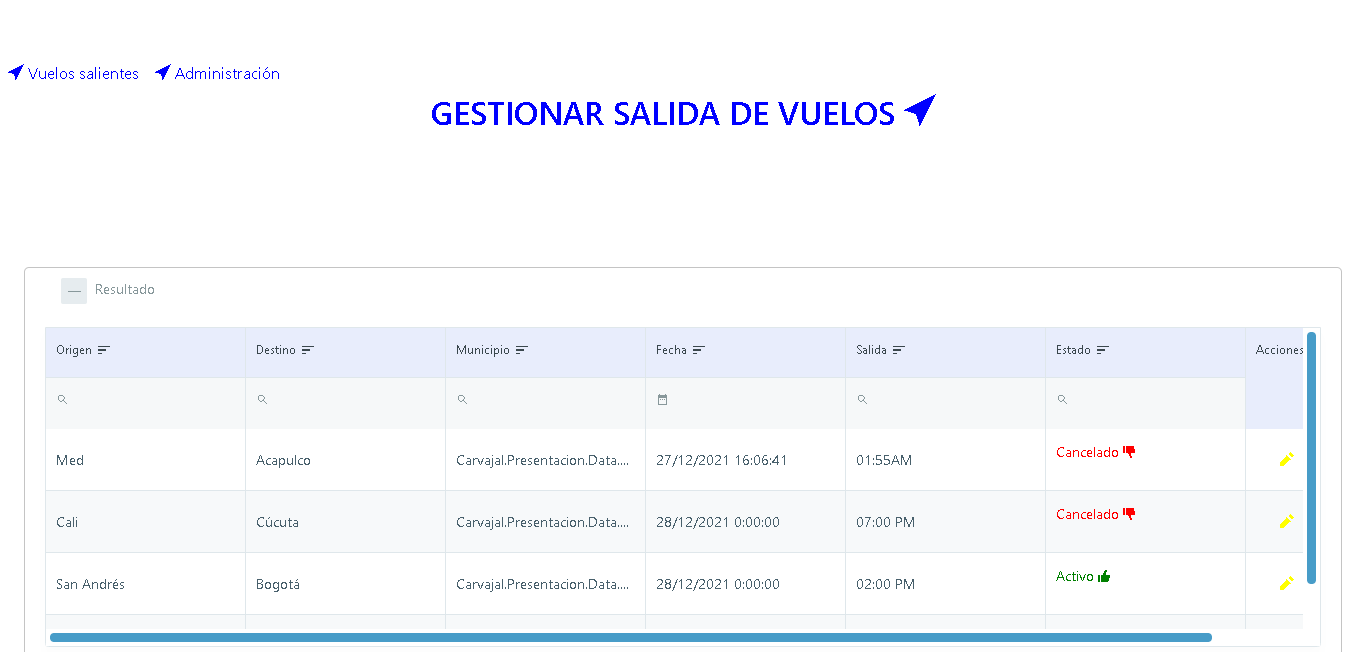 Vuelos salientes Administración
GESTIONAR SALIDA DE VUELOS
Resultado
Origen Destino Municipio Fecha Salida Estado Acciones
Med Acapulco Carvajal.Presentacion.Data.... 27/12/2021 16:06:41 01:55AM Cancelado
Cali Cúcuta Carvajal.Presentacion.Data.... 28/12/2021 0:00:00 07:00 PM Cancelado
San Andrés Bogotá Carvajal.Presentacion.Data.... 28/12/2021 0:00:00 02:00 PM Activo